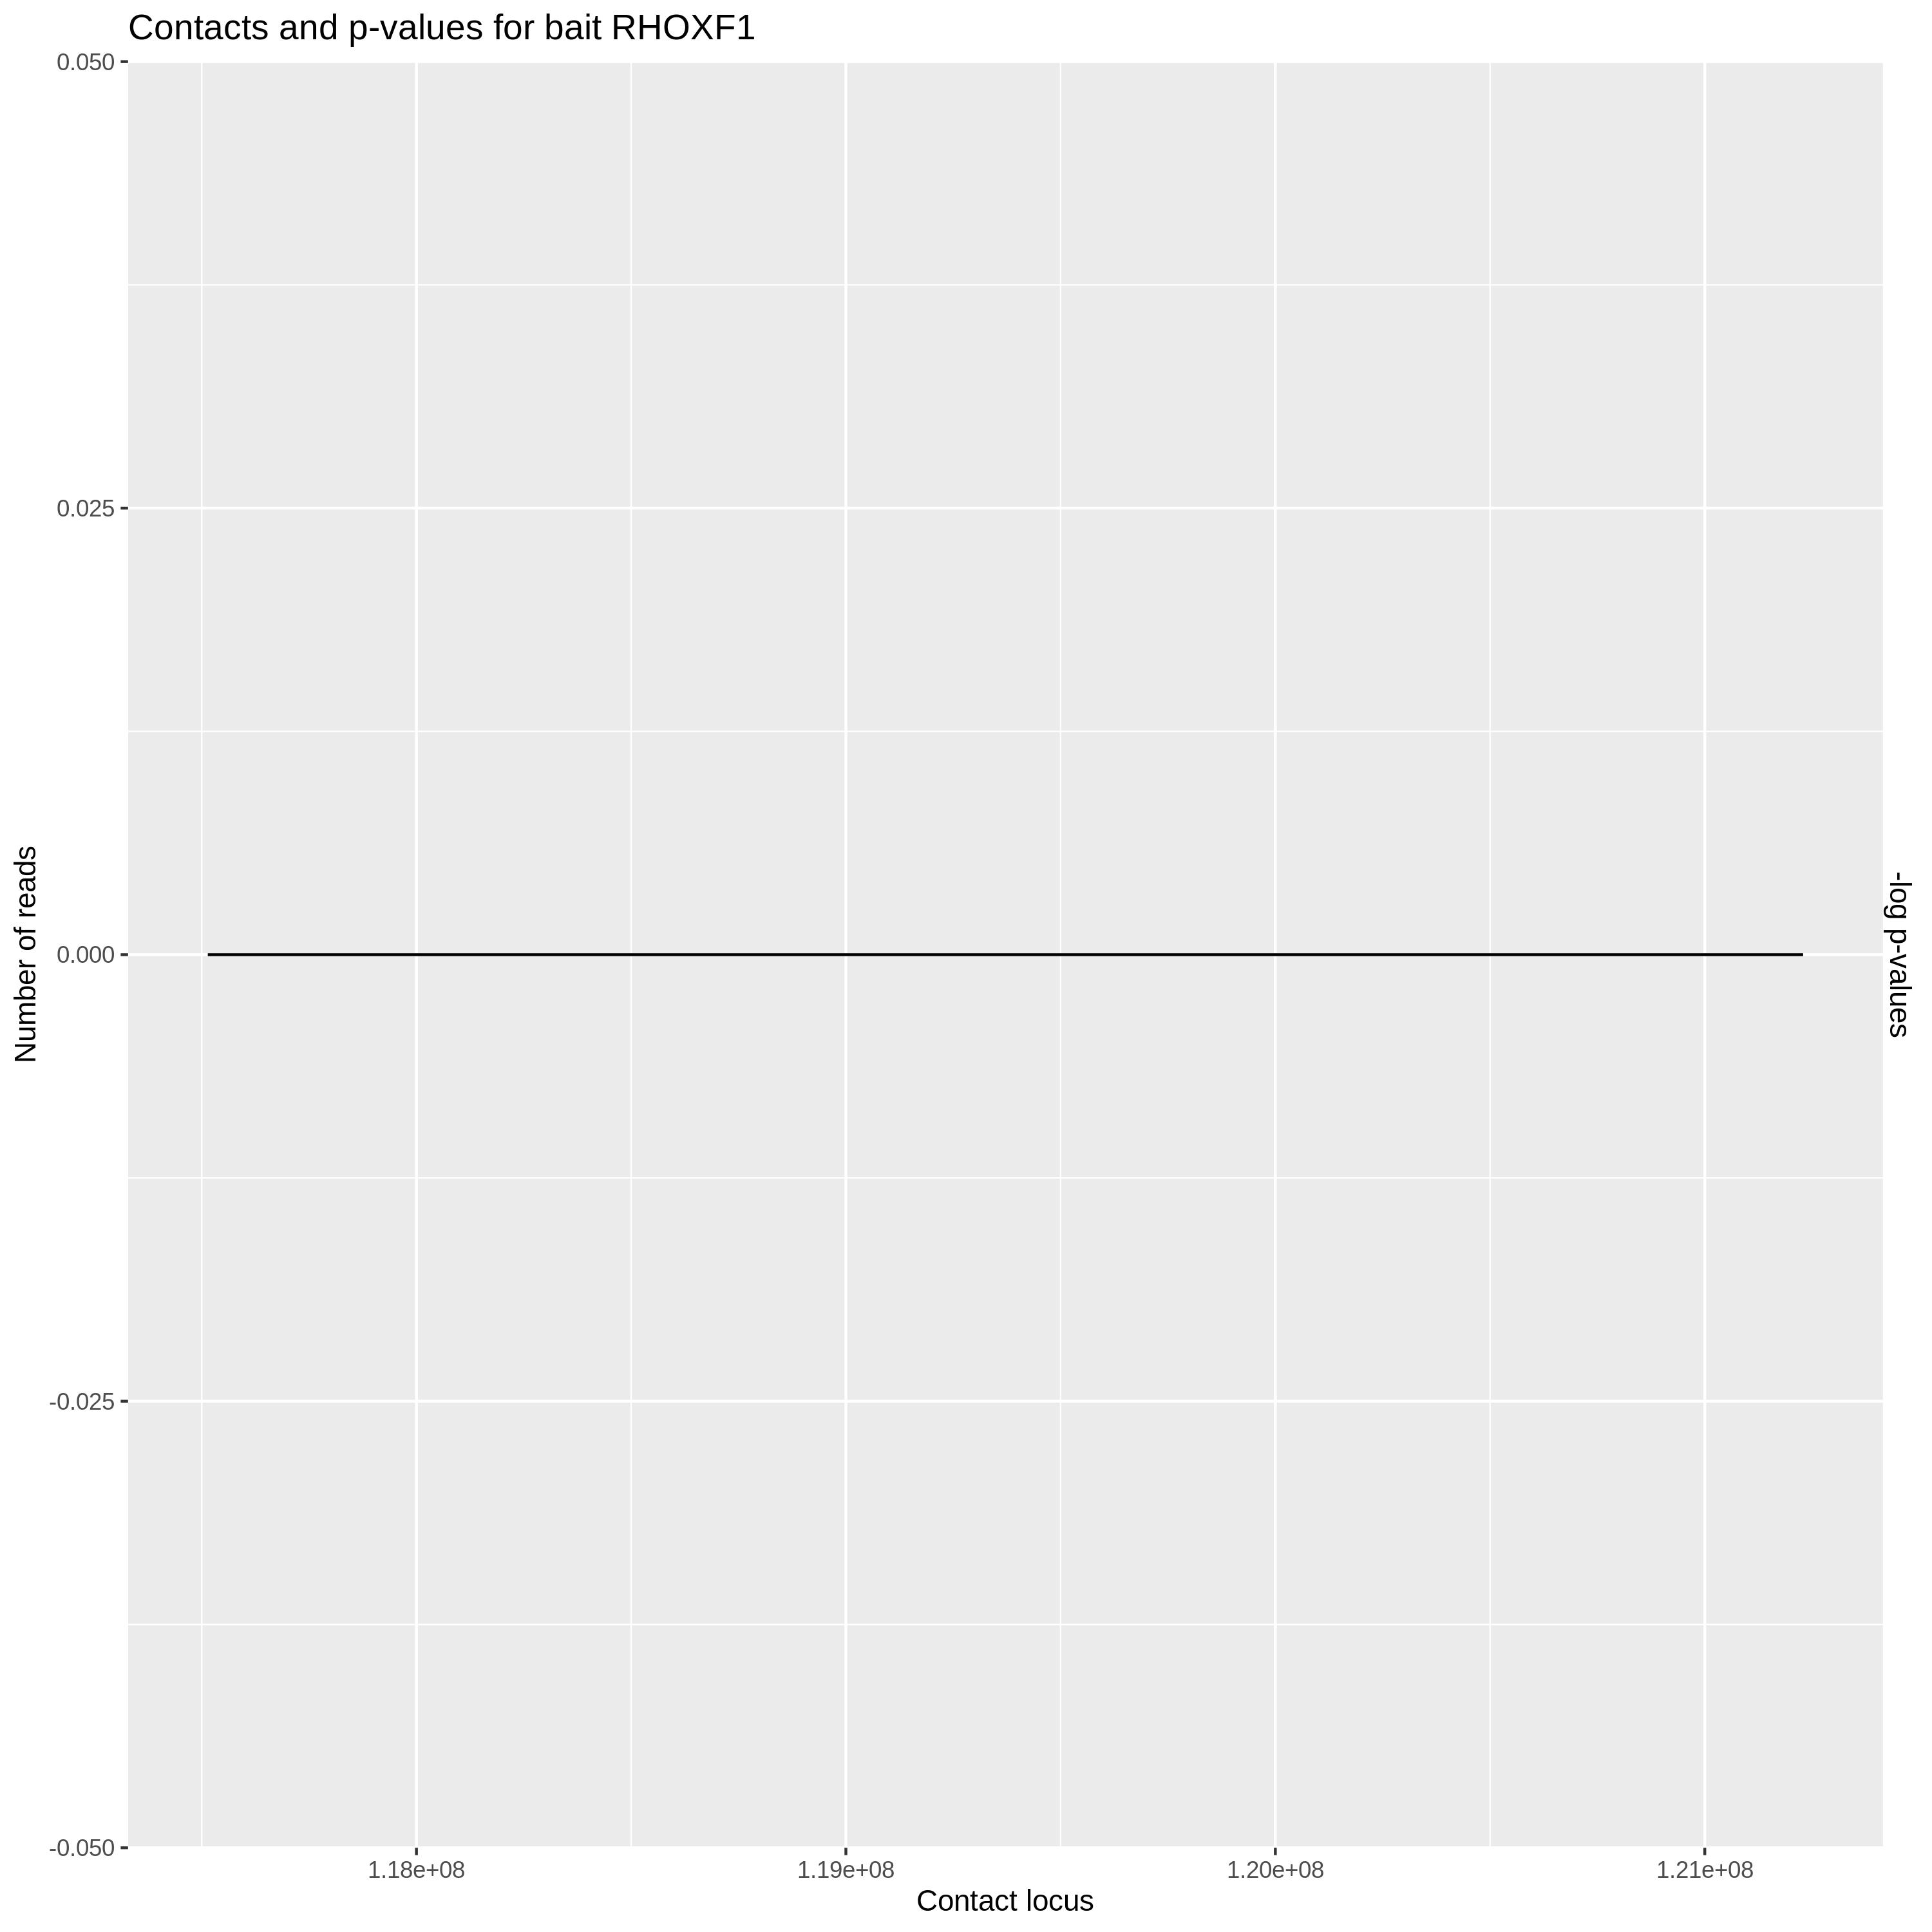 Contacts and p-values for bait RHOXF1
0.050
0.025
0.000
-0.025
-0.050
Number of reads
-log p-values
1.18e+08
1.19e+08
1.20e+08
1.21e+08
Contact locus